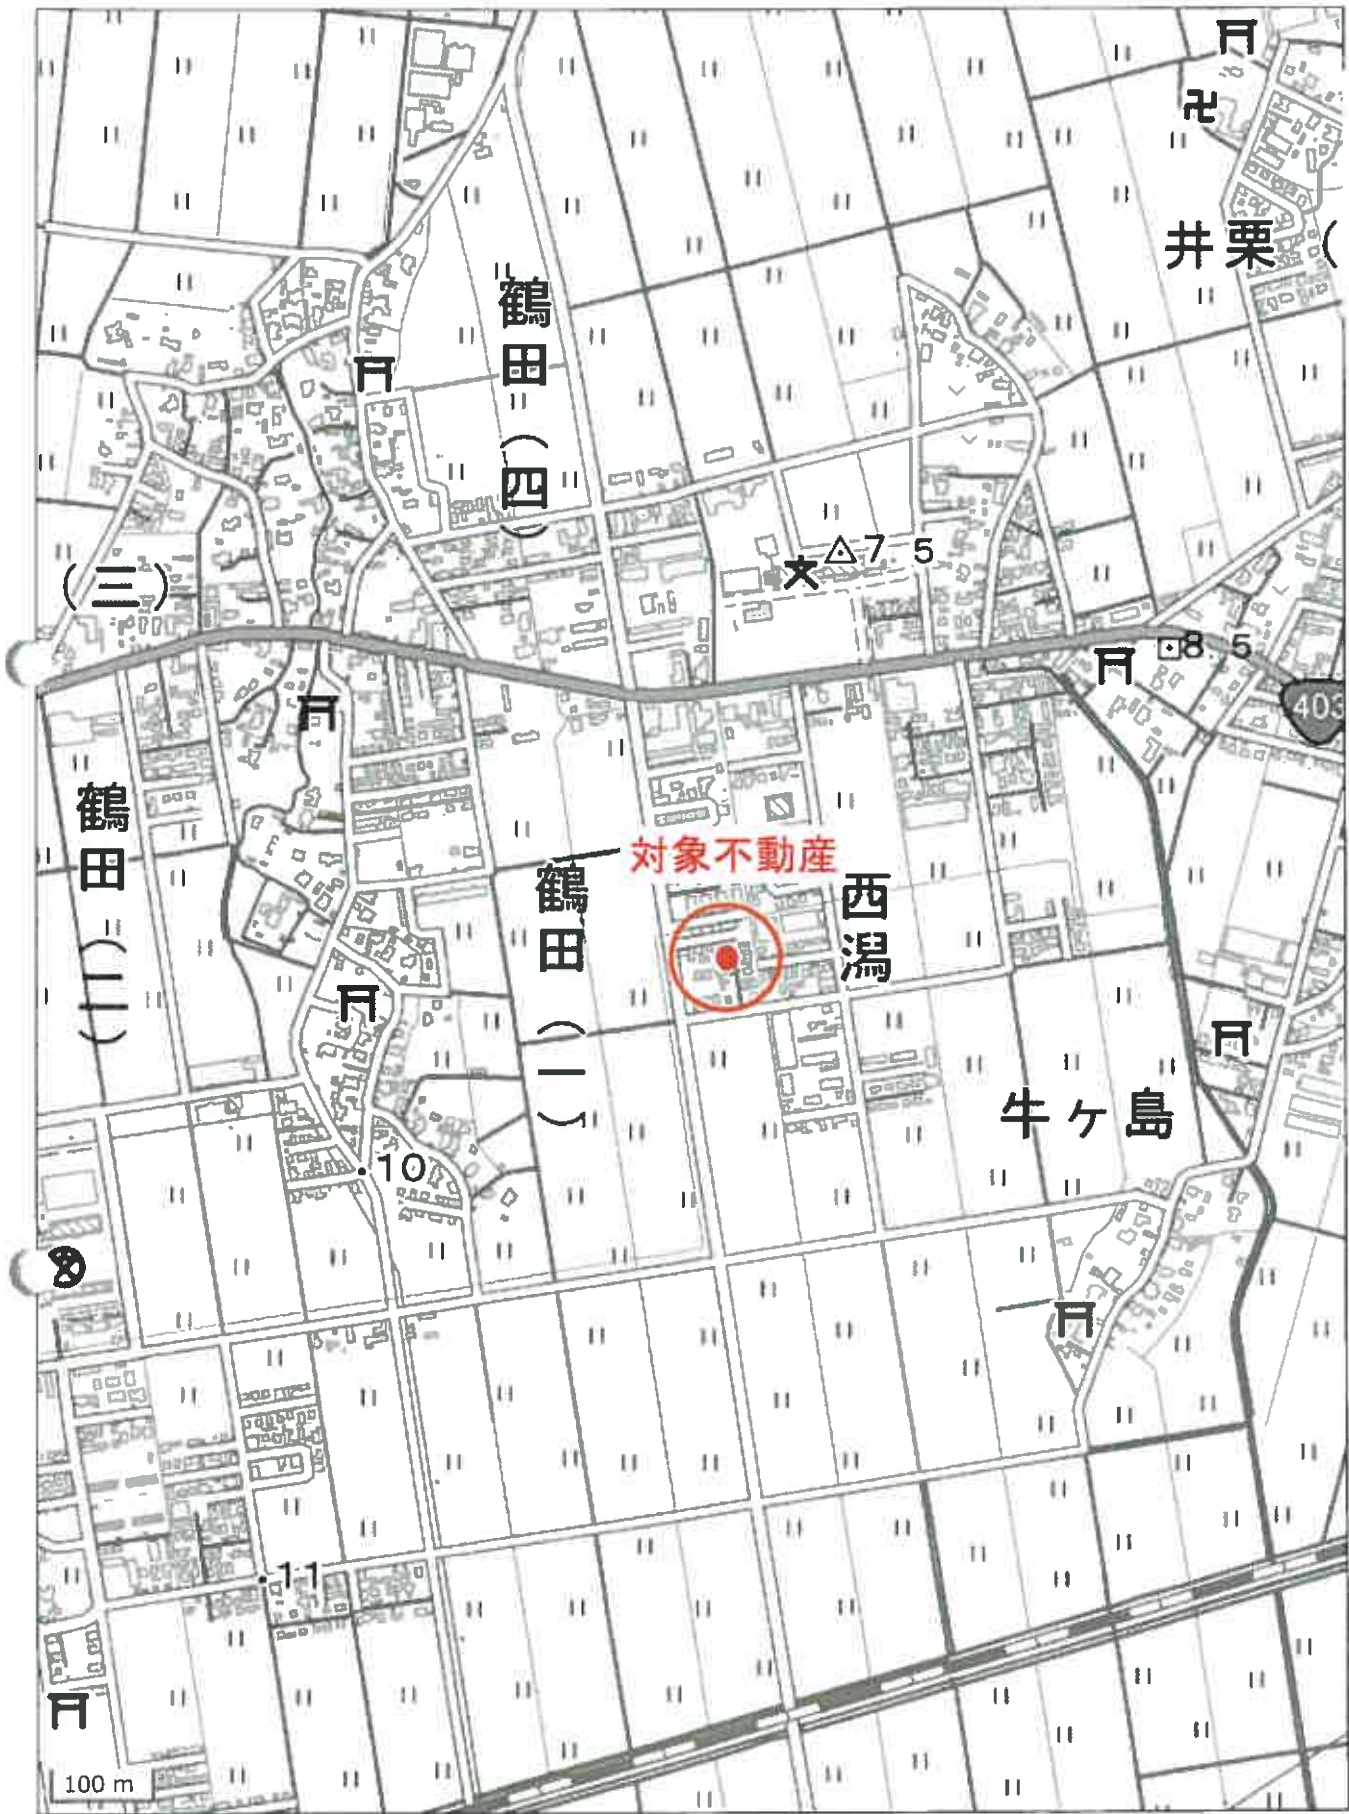 井栗(
鶴田(四)
7 5
(三)
8.5
403
鶴田(二)
対象不動産
鶴田(一)
西潟
牛ヶ島
10
11
100 m